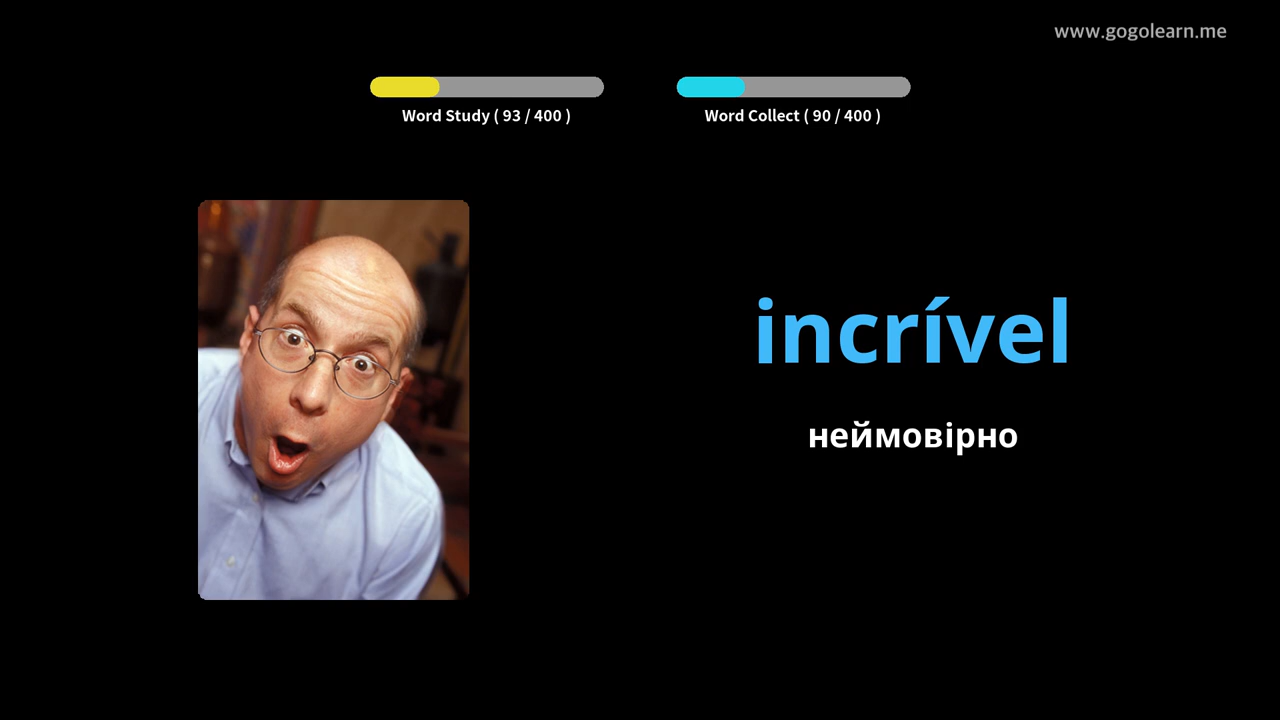 www.gogolearn.me
Word Study ( 93 / 400 )
Word Collect ( 90 / 400 )
incrível
неймовірно